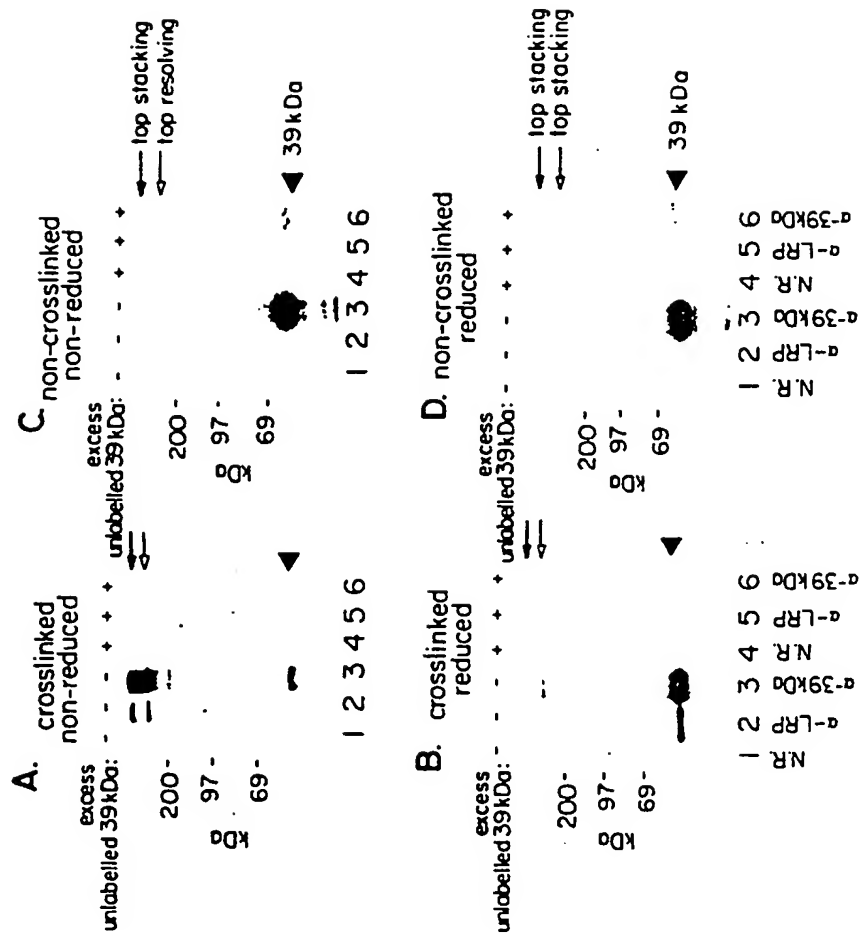 A.
crosslinked
non-reduced
excess
unlabelled 39kDa: - - - + + +
200-
97-
69-
kDa
1 2 3 4 5 6
C.
non-crosslinked
non-reduced
excess
unlabelled 39kDa: - - - + + +
top stacking
top resolving
200-
97-
69-
kDa
39kDa
1 2 3 4 5 6
B.
crosslinked
reduced
excess
unlabelled 39kDa: - - - + + +
200-
97-
69-
kDa
1 2 3 4 5 6
N.R. α-LRP α-39kDa N.R. α-LRP α-39kDa
D.
non-crosslinked
reduced
excess
unlabelled 39kDa: - - - + + +
top stacking
top stacking
200-
97-
69-
kDa
39kDa
1 2 3 4 5 6
N.R. α-LRP α-39kDa N.R. α-LRP α-39kDa